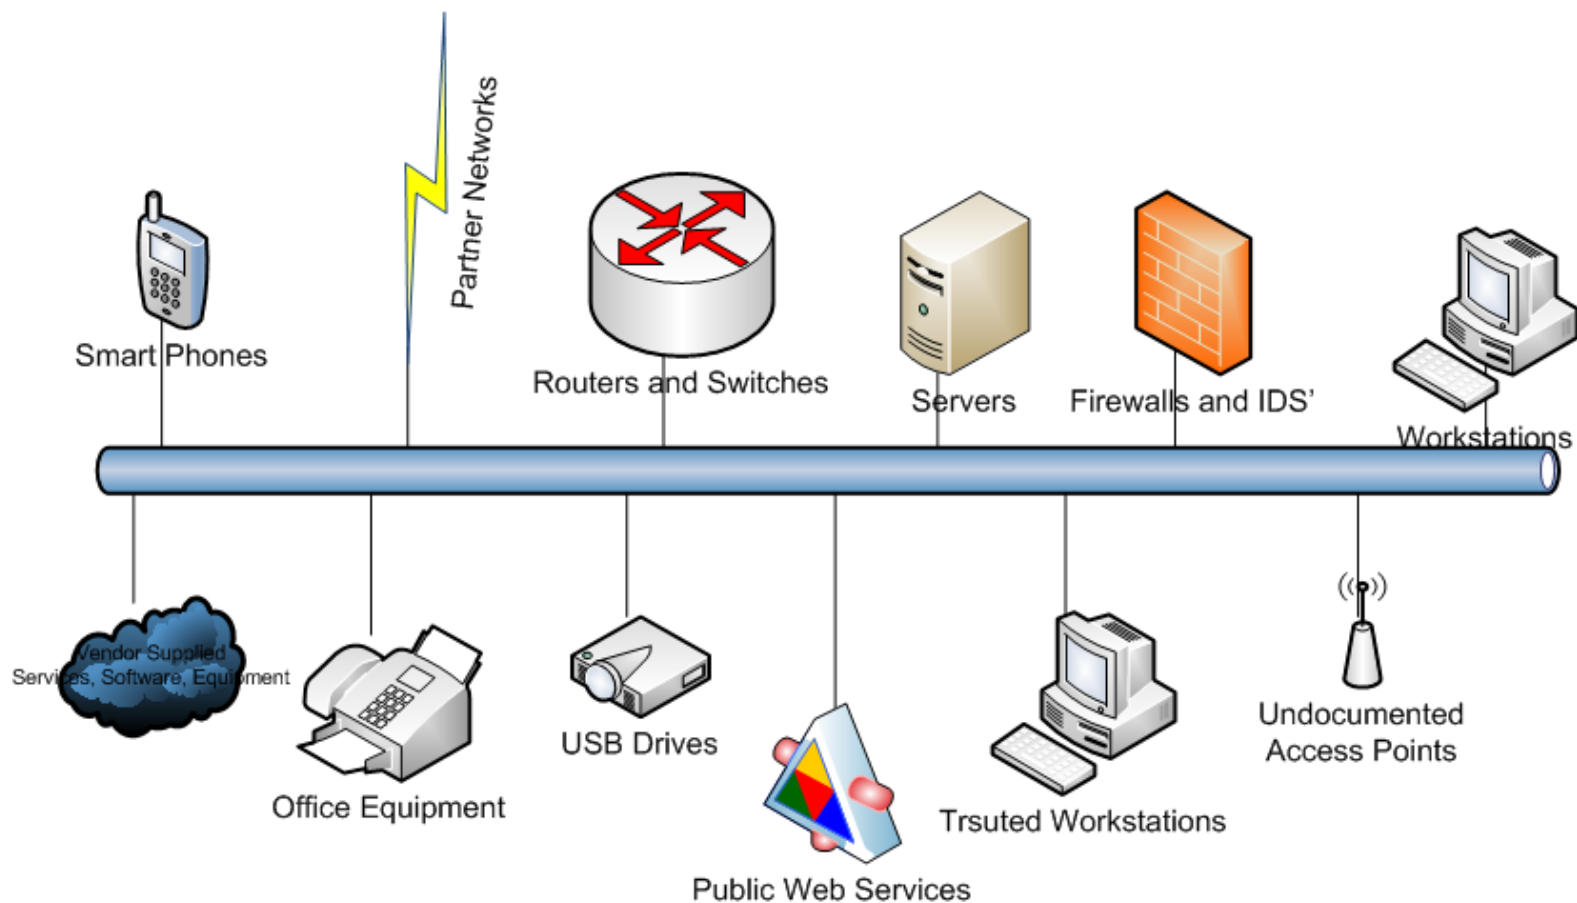 Partner Networks
Smart Phones
Routers and Switches
Servers
Firewalls and IDS’
Workstations
Vendor Supplied
Services, Software, Equipment
Office Equipment
USB Drives
Public Web Services
Trsuted Workstations
Undocumented
Access Points